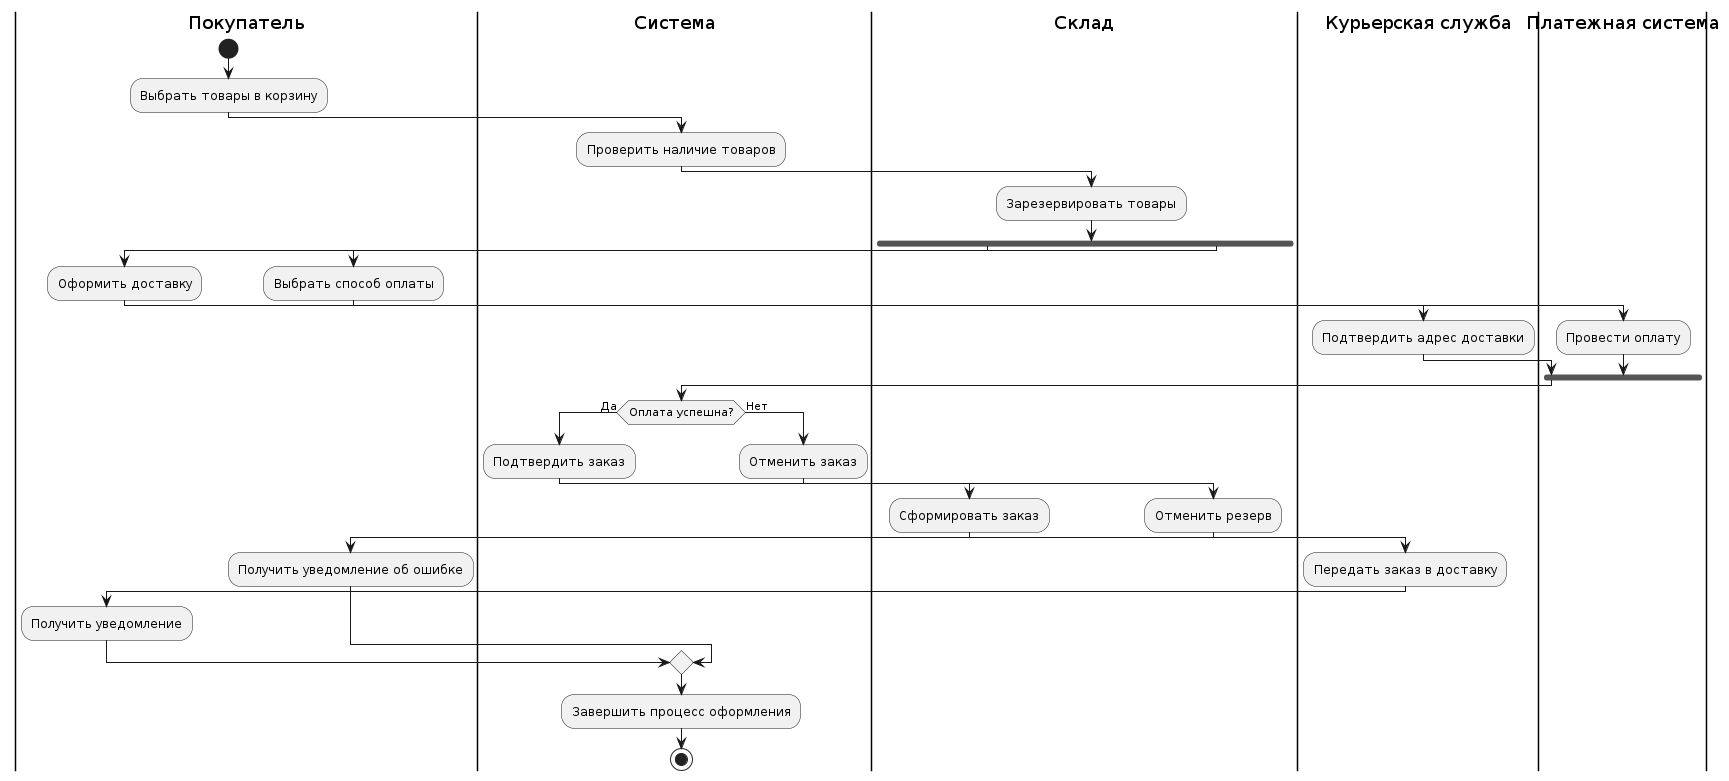 Покупатель
Система
Склад
Курьерская служба
Платежная система
Выбрать товары в корзину
Проверить наличие товаров
Зарезервировать товары
Оформить доставку
Выбрать способ оплаты
Подтвердить адрес доставки
Провести оплату
Да
Оплата успешна?
Нет
Подтвердить заказ
Отменить заказ
Сформировать заказ
Отменить резерв
Получить уведомление об ошибке
Передать заказ в доставку
Получить уведомление
Завершить процесс оформления